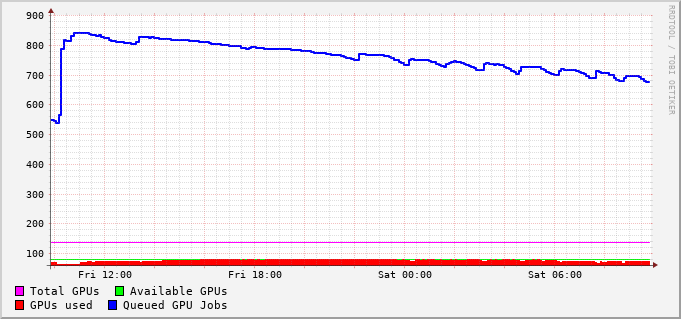 900
800
700
600
500
400
300
200
100
Fri 12:00 Fri 18:00 Sat 00:00 Sat 06:00
Total GPUs Available GPUs
GPUs used Queued GPU Jobs
RRDTOOL / TOBI OETIKER